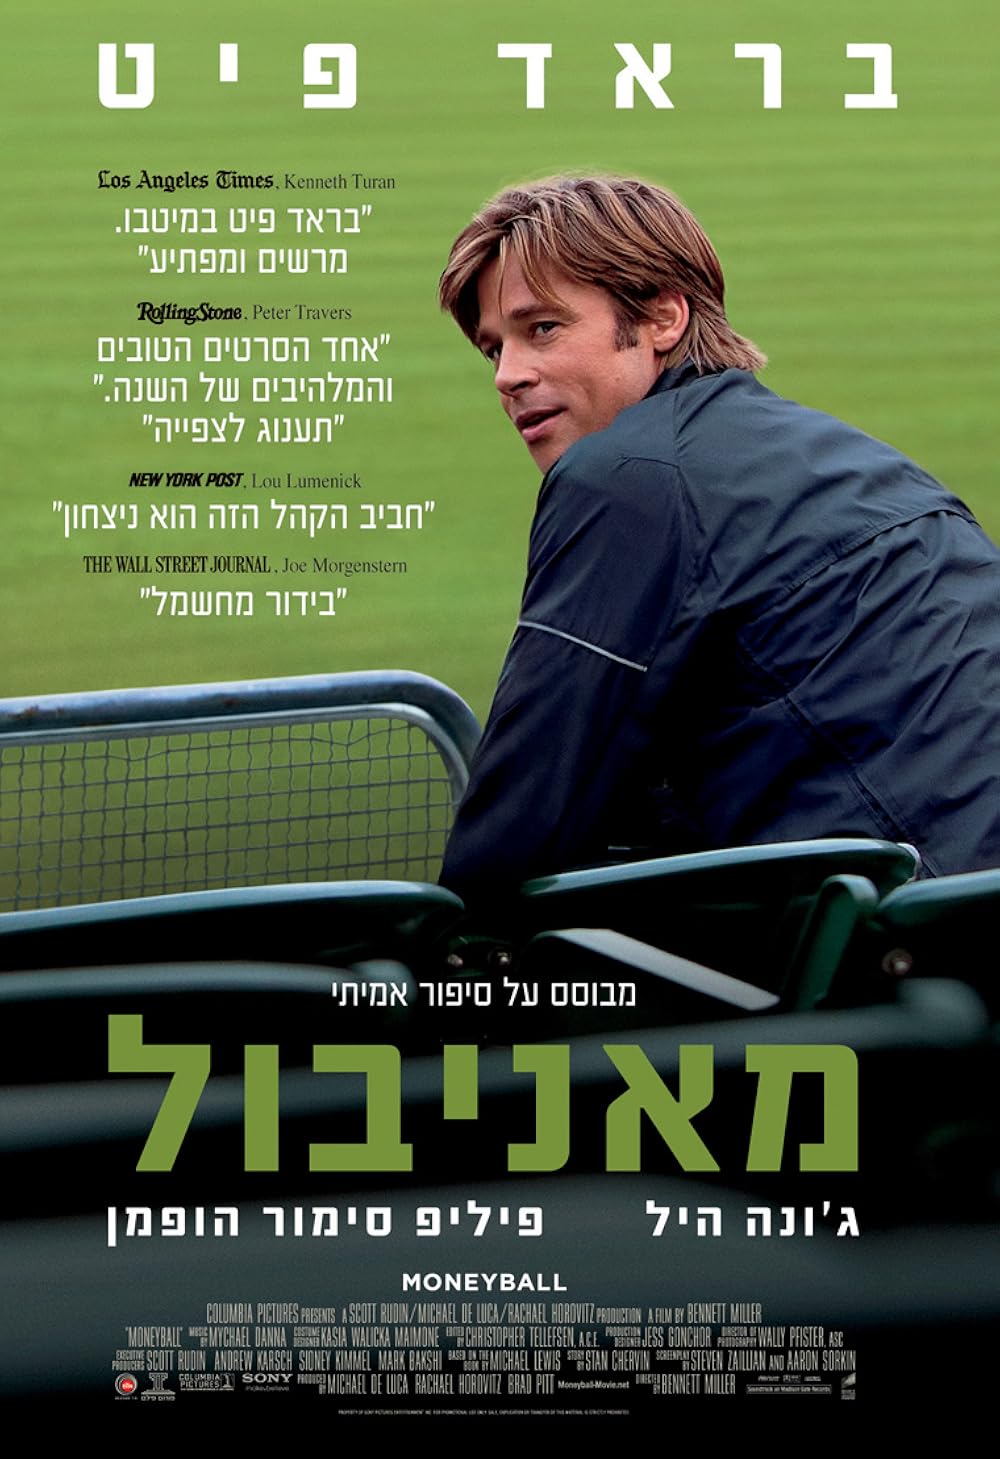 בראד פיט
Los Angeles Times, Kenneth Turan
"בראד פיט במיטבו.
מרשים ומפתיע"
RollingStone, Peter Travers
"אחד הסרטים הטובים
והמלהיבים של השנה."
"תענוג לצפייה"
NEW YORK POST, Lou Lumenick
"חביב הקהל הזה הוא ניצחון"
THE WALL STREET JOURNAL, Joe Morgenstern
"בידור מחשמל"
מבוסס על סיפור אמיתי
מאניבול
ג'ונה היל פיליפ סימור הופמן
MONEYBALL
COLUMBIA PICTURES PRESENTS A SCOTT RUDIN/MICHAEL DE LUCA/RACHAEL HOROVITZ PRODUCTION A FILM BY BENNETT MILLER
"MONEYBALL" MUSIC BY MYCHAEL DANNA COSTUME DESIGNER KASIA WALICKA MAIMONE EDITED BY CHRISTOPHER TELLEFSEN, A.C.E. PRODUCTION DESIGNER JESS GONCHOR DIRECTOR OF PHOTOGRAPHY WALLY PFISTER, ASC
EXECUTIVE PRODUCERS SCOTT RUDIN ANDREW KARSCH SIDNEY KIMMEL MARK BAKSHI BASED ON THE BOOK BY MICHAEL LEWIS STORY BY STAN CHERVIN SCREENPLAY BY STEVEN ZAILLIAN AND AARON SORKIN
COLUMBIA PICTURES SONY make.believe PRODUCED BY MICHAEL DE LUCA RACHAEL HOROVITZ BRAD PITT Moneyball-Movie.net DIRECTED BY BENNETT MILLER
Soundtrack on Madison Gate Records